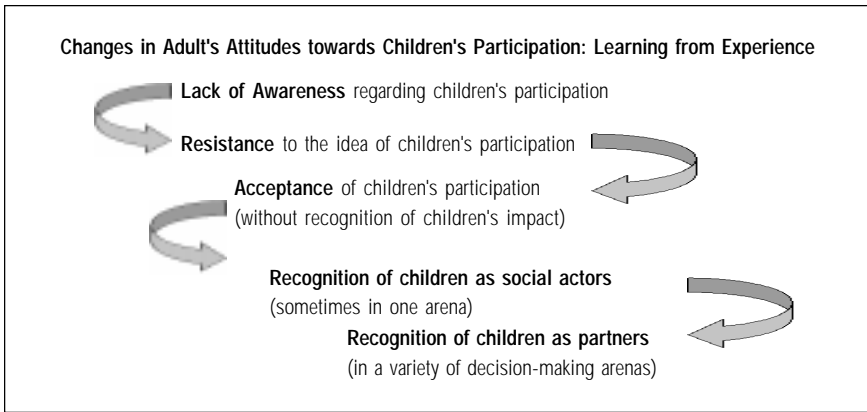 Changes in Adult's Attitudes towards Children's Participation: Learning from Experience
Lack of Awareness regarding children's participation
Resistance to the idea of children's participation
Acceptance of children's participation
(without recognition of children's impact)
Recognition of children as social actors
(sometimes in one arena)
Recognition of children as partners
(in a variety of decision-making arenas)